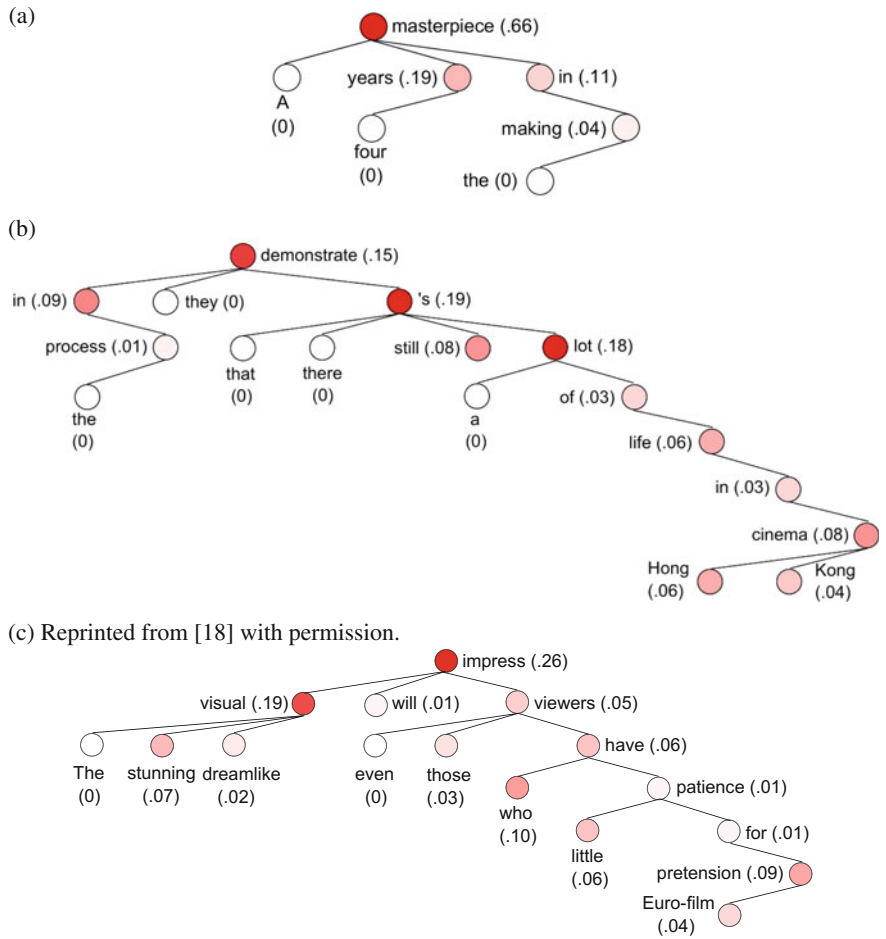 (a)
masterpiece (.66)
A
(0)
years (.19)
in (.11)
four
(0)
making (.04)
the (0)
(b)
demonstrate (.15)
in (.09)
they (0)
's (.19)
process (.01)
that
(0)
there
(0)
still (.08)
lot (.18)
the
(0)
a
(0)
of (.03)
life (.06)
in (.03)
cinema (.08)
Hong
(.06)
Kong
(.04)
(c) Reprinted from [18] with permission.
impress (.26)
visual (.19)
will (.01)
viewers (.05)
The
(0)
stunning
(.07)
dreamlike
(.02)
even
(0)
those
(.03)
have (.06)
who
(.10)
patience (.01)
little
(.06)
for (.01)
pretension (.09)
Euro-film
(.04)